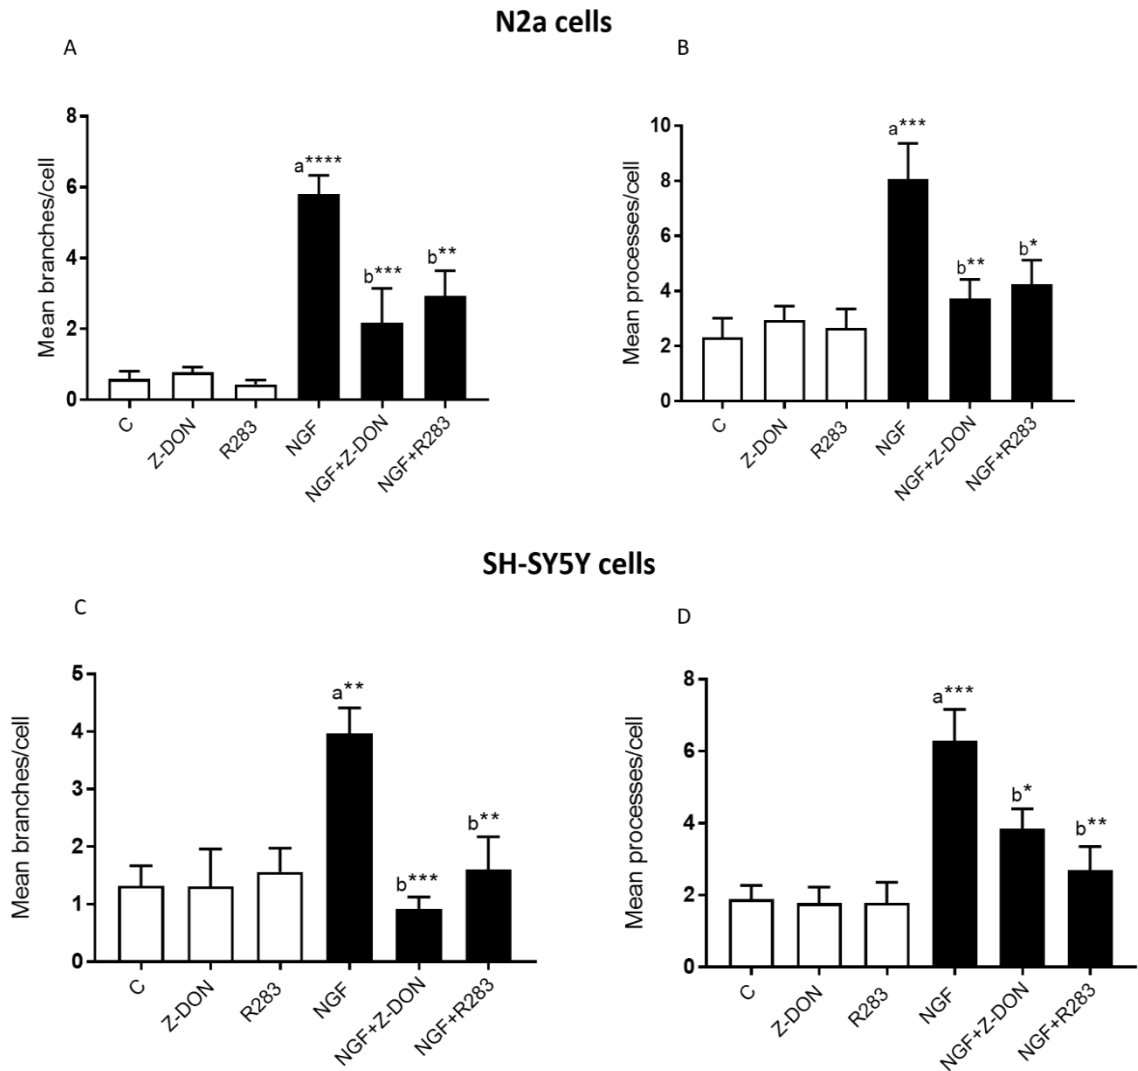 N2a cells
A
Mean branches/cell
8
6
4
2
0
a****
b***
b**
C
Z-DON
R283
NGF
NGF+Z-DON
NGF+R283
B
Mean processes/cell
10
8
6
4
2
0
a***
b**
b*
C
Z-DON
R283
NGF
NGF+Z-DON
NGF+R283
SH-SY5Y cells
C
Mean branches/cell
5
4
3
2
1
0
a**
b***
b**
C
Z-DON
R283
NGF
NGF+Z-DON
NGF+R283
D
Mean processes/cell
8
6
4
2
0
a***
b*
b**
C
Z-DON
R283
NGF
NGF+Z-DON
NGF+R283